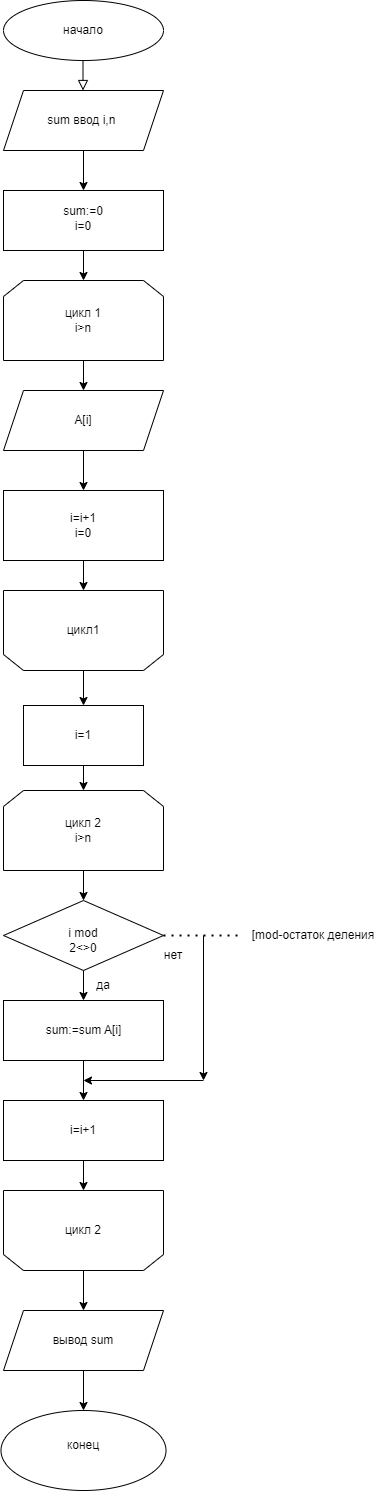 начало
sum ввод i,n
sum:=0
i=0
цикл 1
i>n
A[i]
i=i+1
i=0
цикл1
i=1
цикл 2
i>n
i mod
2<>0
[mod-остаток деления
нет
да
sum:=sum A[i]
i=i+1
цикл 2
вывод sum
конец